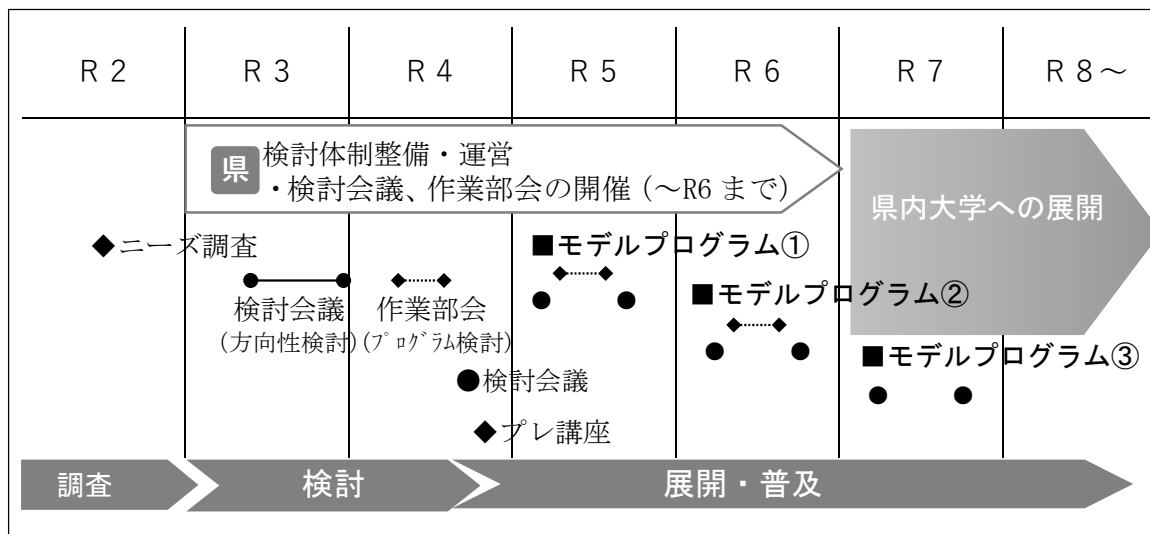 R2 R3 R4 R5 R6 R7 R8～
県 検討体制整備・運営
・検討会議、作業部会の開催（～R6 まで）
県内大学への展開
◆ニーズ調査
■モデルプログラム①
検討会議
（方向性検討）
作業部会
（ﾌﾟﾛｸﾞﾗﾑ検討）
■モデルプログラム②
■モデルプログラム③
●検討会議
◆プレ講座
調査 検討 展開・普及